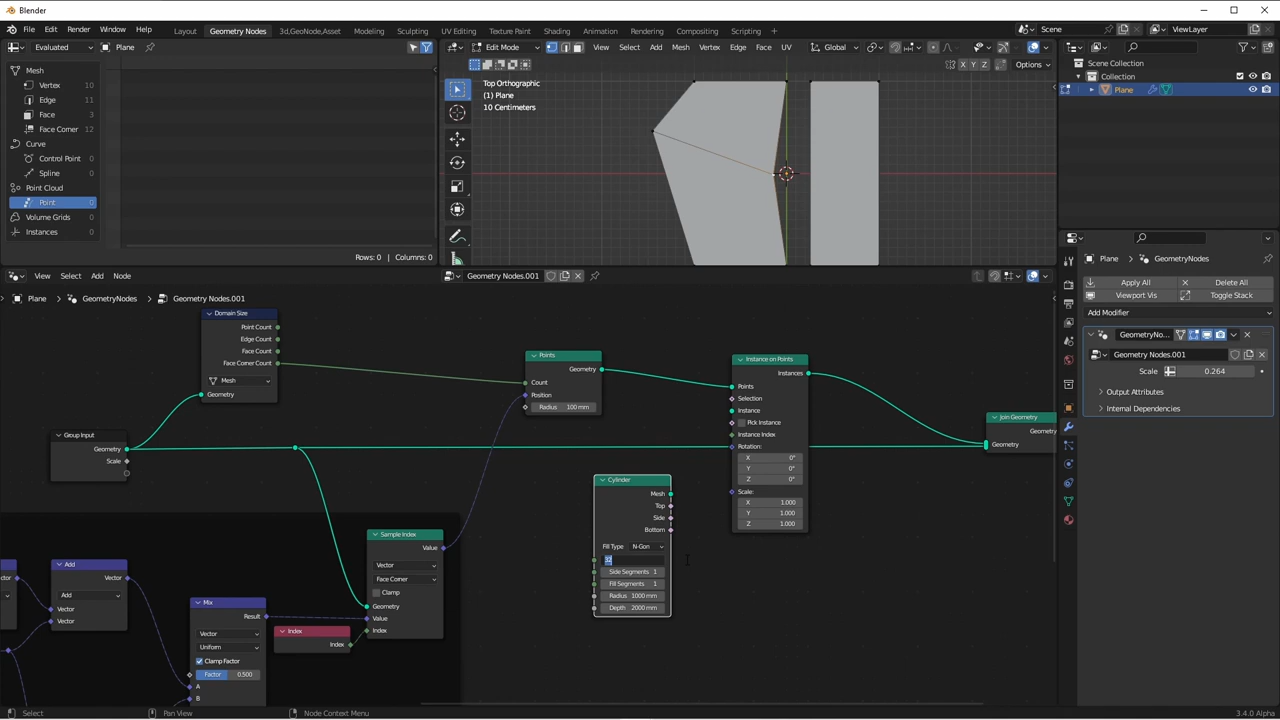 Blender
File Edit Render Window Help
Layout Geometry Nodes 3d,GeoNode,Asset Modeling Sculpting UV Editing Texture Paint Shading Animation Rendering Compositing Scripting
Scene
ViewLayer
Evaluated
Plane
Edit Mode
View Select Add Mesh Vertex Edge Face UV
Global
X Y Z
Options
Mesh
Vertex 10
Edge 11
Face 3
Face Corner 12
Curve
Control Point 0
Spline 0
Point Cloud
Point 0
Volume Grids 0
Instances 0
Rows: 0 | Columns: 0
Top Orthographic
(1) Plane
10 Centimeters
Scene Collection
Collection
Plane
View Select Add Node
Geometry Nodes.001
Plane
GeometryNodes
Geometry Nodes.001
Domain Size
Point Count
Edge Count
Face Count
Face Corner Count
Mesh
Geometry
Group Input
Geometry
Scale
Points
Geometry
Count
Position
Radius 100 mm
Instance on Points
Instances
Points
Selection
Instance
Pick Instance
Instance Index
Rotation:
X 0°
Y 0°
Z 0°
Scale:
X 1.000
Y 1.000
Z 1.000
Join Geometry
Geometry
Geometry
Cylinder
Mesh
Top
Side
Bottom
Fill Type N-Gon
32
Side Segments 1
Fill Segments 1
Radius 1000 mm
Depth 2000 mm
Sample Index
Value
Vector
Face Corner
Clamp
Geometry
Value
Index
Add
Vector
Add
Vector
Vector
Mix
Result
Vector
Uniform
Clamp Factor
Factor 0.500
A
B
Index
Index
Plane
GeometryNodes
Apply All
Delete All
Viewport Vis
Toggle Stack
Add Modifier
GeometryNo...
Geometry Nodes.001
Scale 0.264
Output Attributes
Internal Dependencies
Select
Pan View
Node Context Menu
3.4.0 Alpha